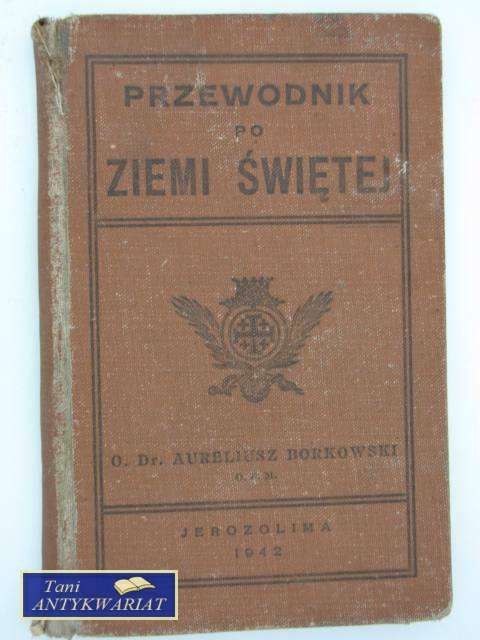 PRZEWODNIK
PO
ZIEMI ŚWIĘTEJ
O. Dr. AURELIUSZ BORKOWSKI
O. F. M.
JEROZOLIMA
1942
Tani
ANTYKWARIAT